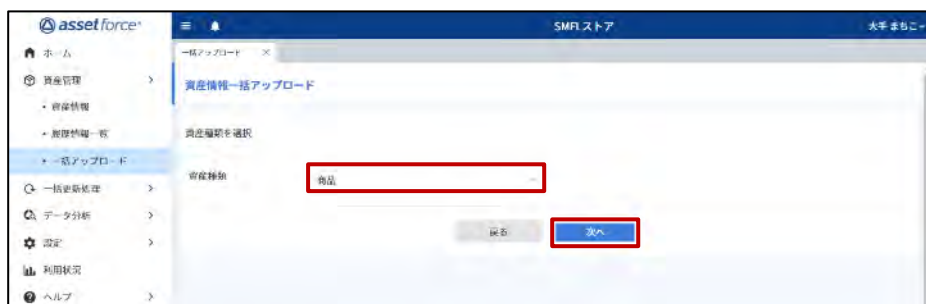 assetforce
SMFLストア
大手 まちこ
ホーム
一括アップロード ×
資産管理
資産情報一括アップロード
・資産情報
・履歴情報一覧
資産種類を選択
・一括アップロード
資産種類
商品
一括更新処理
データ分析
戻る
次へ
設定
利用状況
ヘルプ